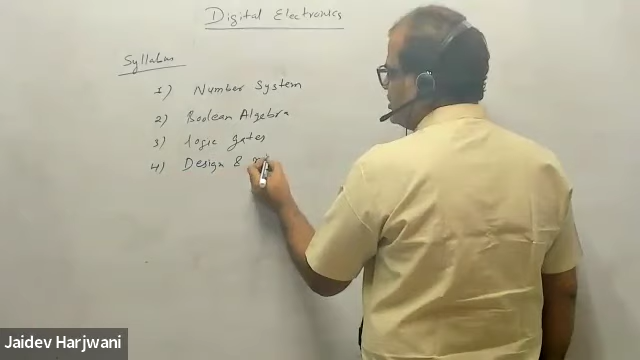 Digital Electronics
Syllabus
1) Number System
2) Boolean Algebra
3) Logic gates
4) Design &
Jaidev Harjwani